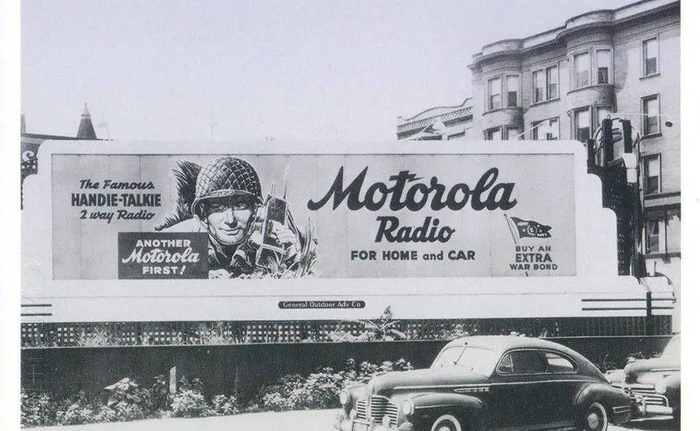 The Famous
HANDIE-TALKIE
2 way Radio
ANOTHER
Motorola
FIRST!
Motorola
Radio
FOR HOME and CAR
BUY AN
EXTRA
WAR BOND
General Outdoor Adv Co